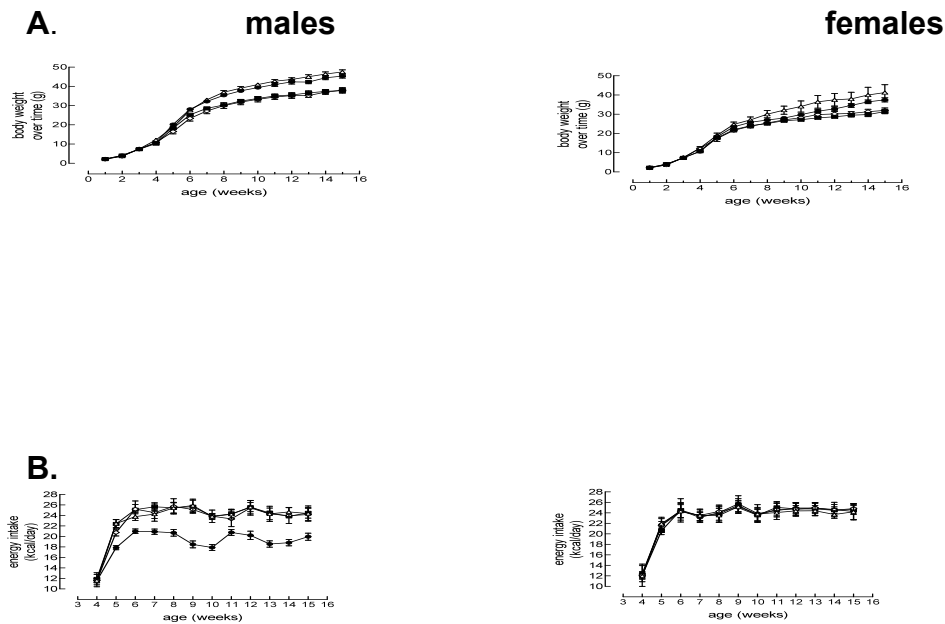 A. males females
50
40
30
20
10
0
body weight
over time (g)
0 2 4 6 8 10 12 14 16
age (weeks)
50
40
30
20
10
0
body weight
over time (g)
0 2 4 6 8 10 12 14 16
age (weeks)
B.
28
26
24
22
20
18
16
14
12
10
energy intake
(kcal/day)
3 4 5 6 7 8 9 10 11 12 13 14 15 16
age (weeks)
28
26
24
22
20
18
16
14
12
10
energy intake
(kcal/day)
3 4 5 6 7 8 9 10 11 12 13 14 15 16
age (weeks)